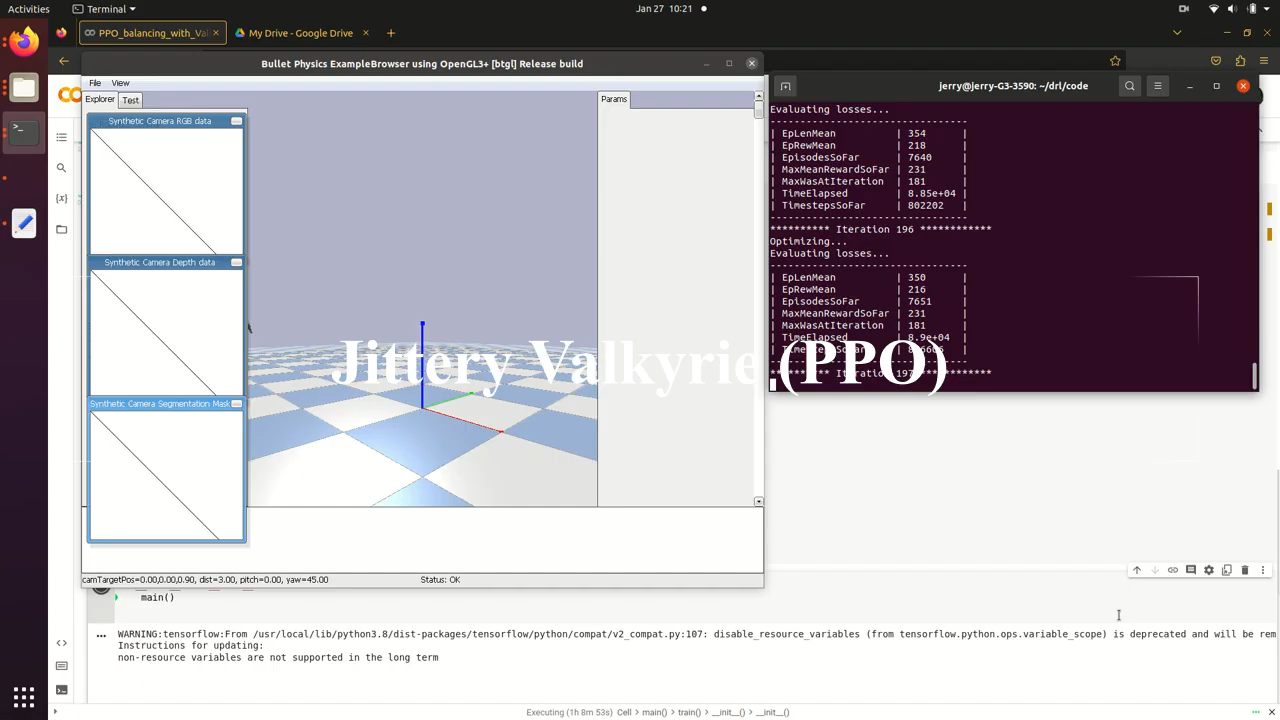 Activities
Terminal
Jan 27 10:21
PPO_balancing_with_Val
My Drive - Google Drive
Bullet Physics ExampleBrowser using OpenGL3+ [btgl] Release build
File View
Explorer Test
Params
Synthetic Camera RGB data
Synthetic Camera Depth data
Synthetic Camera Segmentation Mask
camTargetPos=0.00,0.00,0.90, dist=3.00, pitch=0.00, yaw=45.00
Status: OK
jerry@jerry-G3-3590: ~/drl/code
Evaluating losses...
-------------------------------
| EpLenMean | 354 |
| EpRewMean | 218 |
| EpisodesSoFar | 7640 |
| MaxMeanRewardSoFar | 231 |
| MaxWasAtIteration | 181 |
| TimeElapsed | 8.85e+04 |
| TimestepsSoFar | 802202 |
-------------------------------
********** Iteration 196 ************
Optimizing...
Evaluating losses...
-------------------------------
| EpLenMean | 350 |
| EpRewMean | 216 |
| EpisodesSoFar | 7651 |
| MaxMeanRewardSoFar | 231 |
| MaxWasAtIteration | 181 |
| TimeElapsed | 8.9e+04 |
-------------------------------
********** Iteration 197 ************
Jittery Valkyrie (PPO)
main()
WARNING:tensorflow:From /usr/local/lib/python3.8/dist-packages/tensorflow/python/compat/v2_compat.py:107: disable_resource_variables (from tensorflow.python.ops.variable_scope) is deprecated and will be rem
Instructions for updating:
non-resource variables are not supported in the long term
Executing (1h 8m 53s) Cell > main() > train() > __init__() > __init__()